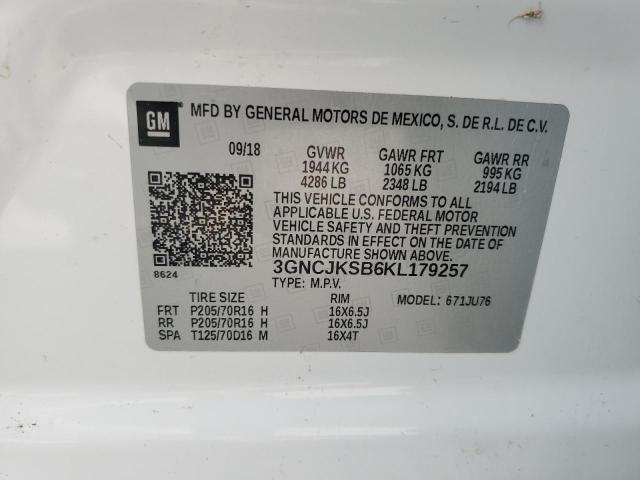 GM
MFD BY GENERAL MOTORS DE MEXICO, S. DE R.L. DE C.V.
09/18 GVWR GAWR FRT GAWR RR
1944 KG 1065 KG 995 KG
4286 LB 2348 LB 2194 LB
THIS VEHICLE CONFORMS TO ALL
APPLICABLE U.S. FEDERAL MOTOR
VEHICLE SAFETY AND THEFT PREVENTION
STANDARDS IN EFFECT ON THE DATE OF
MANUFACTURE SHOWN ABOVE.
3GNCJKSB6KL179257
8624
TYPE: M.P.V.
TIRE SIZE RIM MODEL: 671JU76
FRT P205/70R16 H 16X6.5J
RR P205/70R16 H 16X6.5J
SPA T125/70D16 M 16X4T